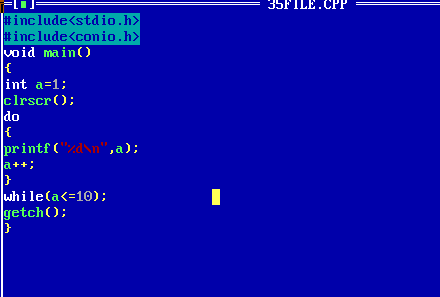 [■] 35FILE.CPP
#include<stdio.h>
#include<conio.h>
void main()
{
int a=1;
clrscr();
do
{
printf("%d\n",a);
a++;
}
while(a<=10);
getch();
}